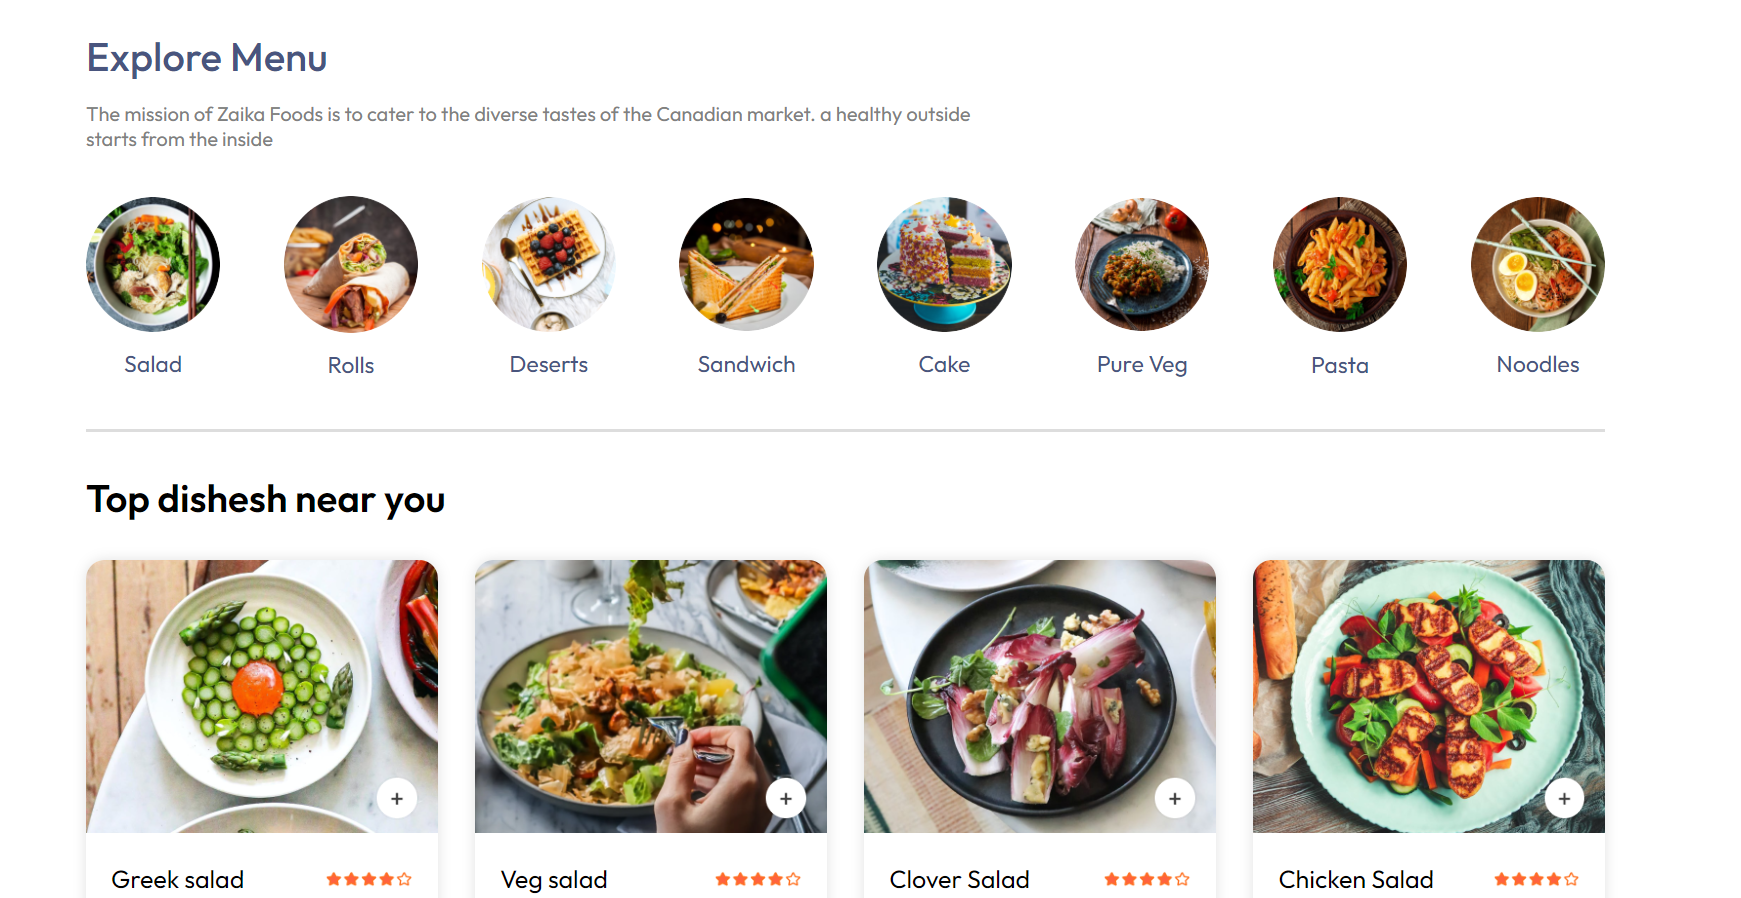 Explore Menu
The mission of Zaika Foods is to cater to the diverse tastes of the Canadian market. a healthy outside
starts from the inside
Salad
Rolls
Deserts
Sandwich
Cake
Pure Veg
Pasta
Noodles
Top dishesh near you
+
+
+
+
Greek salad
Veg salad
Clover Salad
Chicken Salad